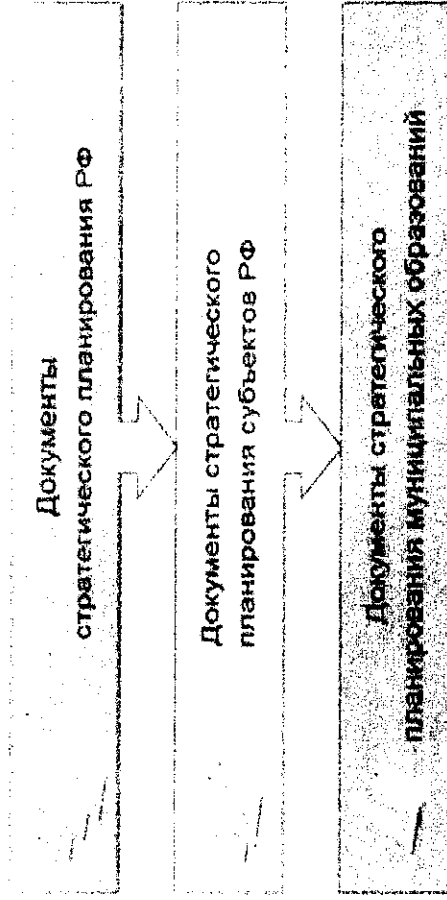 Документы
стратегического планирования РФ
Документы стратегического
планирования субъектов РФ
Документы стратегического
планирования муниципальных образований